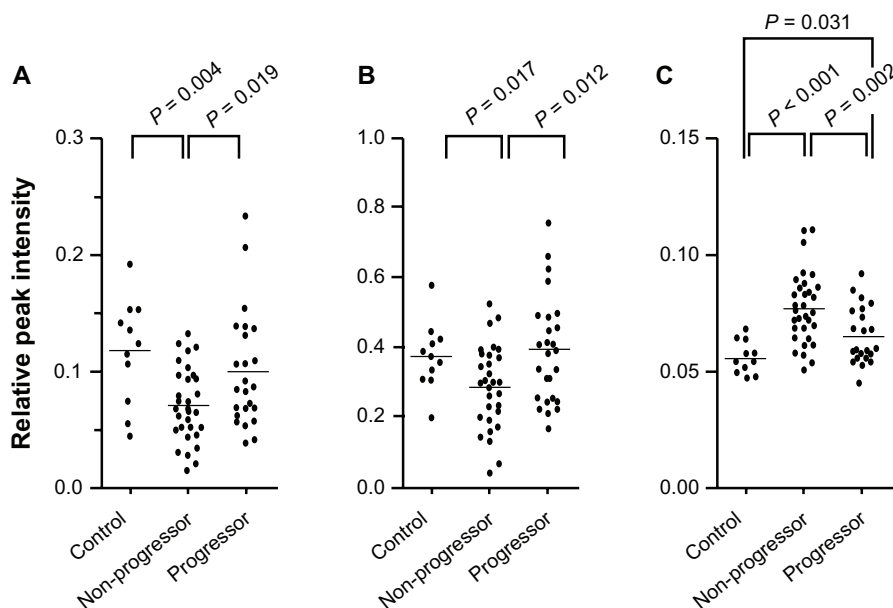 A
P = 0.004
P = 0.019
B
P = 0.017
P = 0.012
C
P = 0.031
P < 0.001
P = 0.002
Relative peak intensity
0.3
0.2
0.1
0.0
Control
Non-progressor
Progressor
1.0
0.8
0.6
0.4
0.2
0.0
Control
Non-progressor
Progressor
0.15
0.10
0.05
0.00
Control
Non-progressor
Progressor